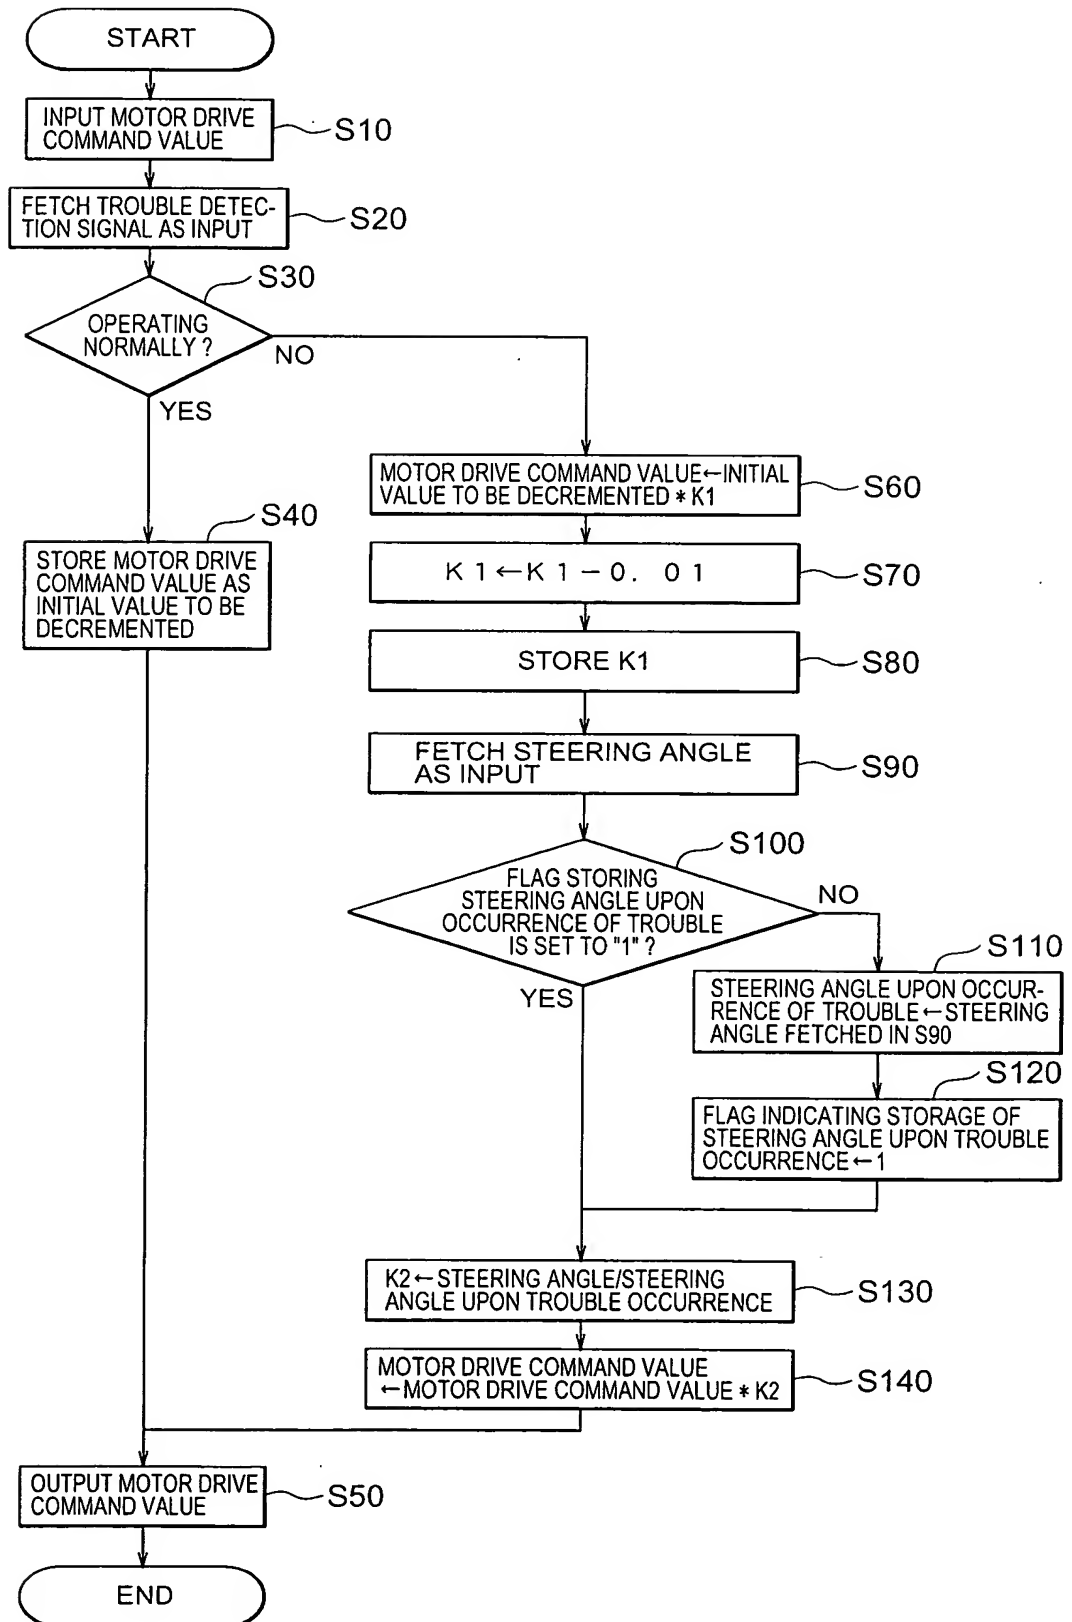 START
INPUT MOTOR DRIVE
COMMAND VALUE
S10
FETCH TROUBLE DETEC-
TION SIGNAL AS INPUT
S20
S30
OPERATING
NORMALLY ?
NO
YES
MOTOR DRIVE COMMAND VALUE←INITIAL
VALUE TO BE DECREMENTED * K1
S60
S40
STORE MOTOR DRIVE
COMMAND VALUE AS
INITIAL VALUE TO BE
DECREMENTED
K 1 ← K 1 − 0. 01
S70
STORE K1
S80
FETCH STEERING ANGLE
AS INPUT
S90
S100
FLAG STORING
STEERING ANGLE UPON
OCCURRENCE OF TROUBLE
IS SET TO "1" ?
NO
YES
S110
STEERING ANGLE UPON OCCUR-
RENCE OF TROUBLE←STEERING
ANGLE FETCHED IN S90
S120
FLAG INDICATING STORAGE OF
STEERING ANGLE UPON TROUBLE
OCCURRENCE←1
K2←STEERING ANGLE/STEERING
ANGLE UPON TROUBLE OCCURRENCE
S130
MOTOR DRIVE COMMAND VALUE
←MOTOR DRIVE COMMAND VALUE * K2
S140
OUTPUT MOTOR DRIVE
COMMAND VALUE
S50
END